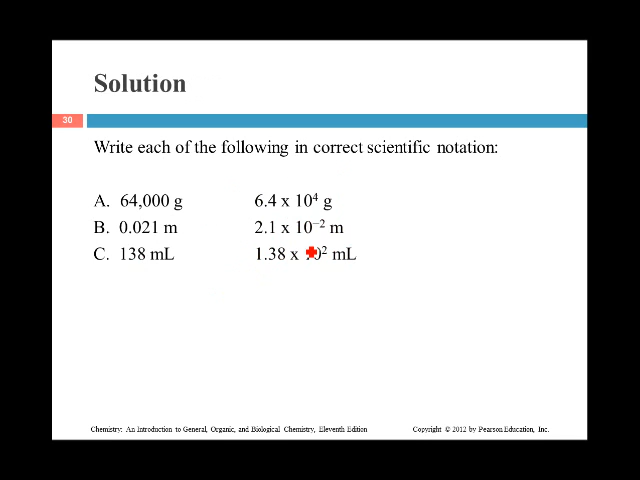 Solution
30
Write each of the following in correct scientific notation:
A. 64,000 g 6.4 x 10⁴ g
B. 0.021 m 2.1 x 10⁻² m
C. 138 mL 1.38 x 10² mL
Chemistry: An Introduction to General, Organic, and Biological Chemistry, Eleventh Edition Copyright © 2012 by Pearson Education, Inc.